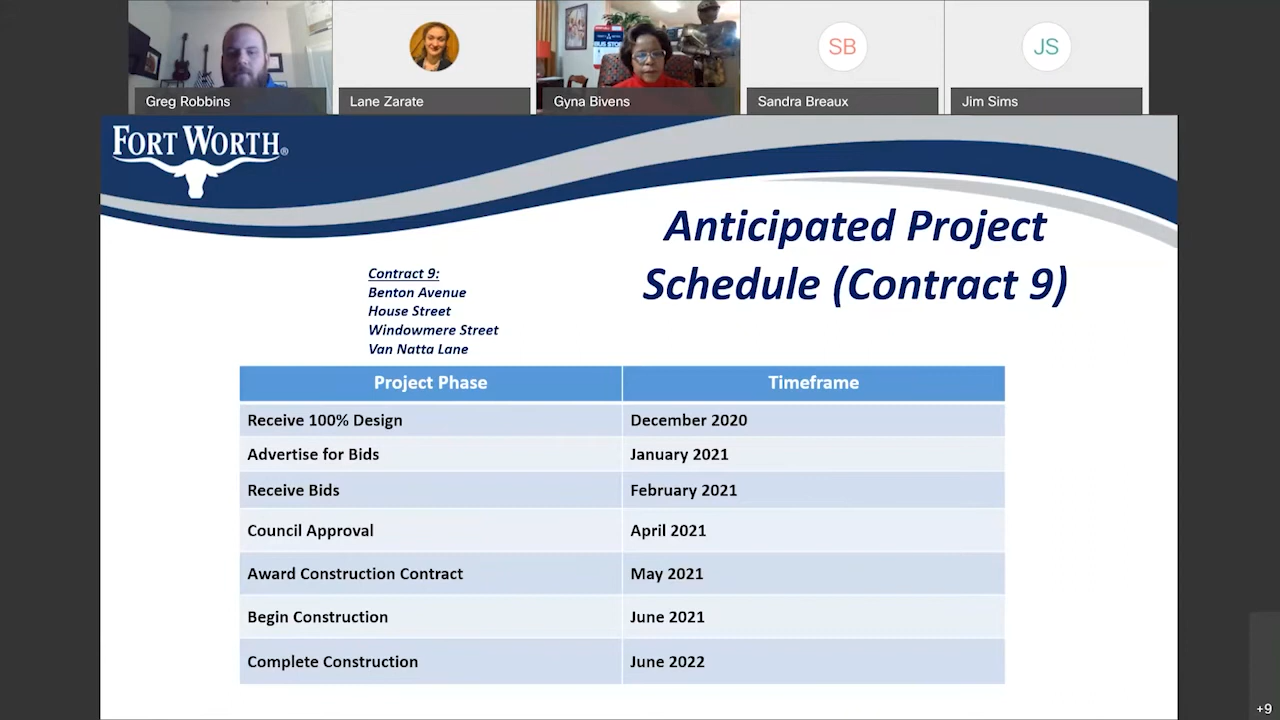 SB
JS
Greg Robbins
Lane Zarate
Gyna Bivens
Sandra Breaux
Jim Sims
FORT WORTH®
Anticipated Project
Schedule (Contract 9)
Contract 9:
Benton Avenue
House Street
Windowmere Street
Van Natta Lane
Project Phase Timeframe
Receive 100% Design December 2020
Advertise for Bids January 2021
Receive Bids February 2021
Council Approval April 2021
Award Construction Contract May 2021
Begin Construction June 2021
Complete Construction June 2022
+9